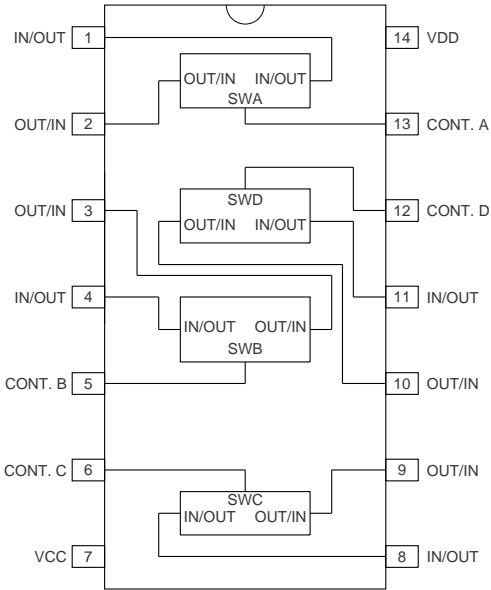 IN/OUT 1 14 VDD
OUT/IN IN/OUT
SWA
OUT/IN 2 13 CONT. A
SWD
OUT/IN 3 12 CONT. D
OUT/IN IN/OUT
IN/OUT 4 11 IN/OUT
IN/OUT OUT/IN
SWB
CONT. B 5 10 OUT/IN
CONT. C 6 9 OUT/IN
SWC
IN/OUT OUT/IN
VCC 7 8 IN/OUT